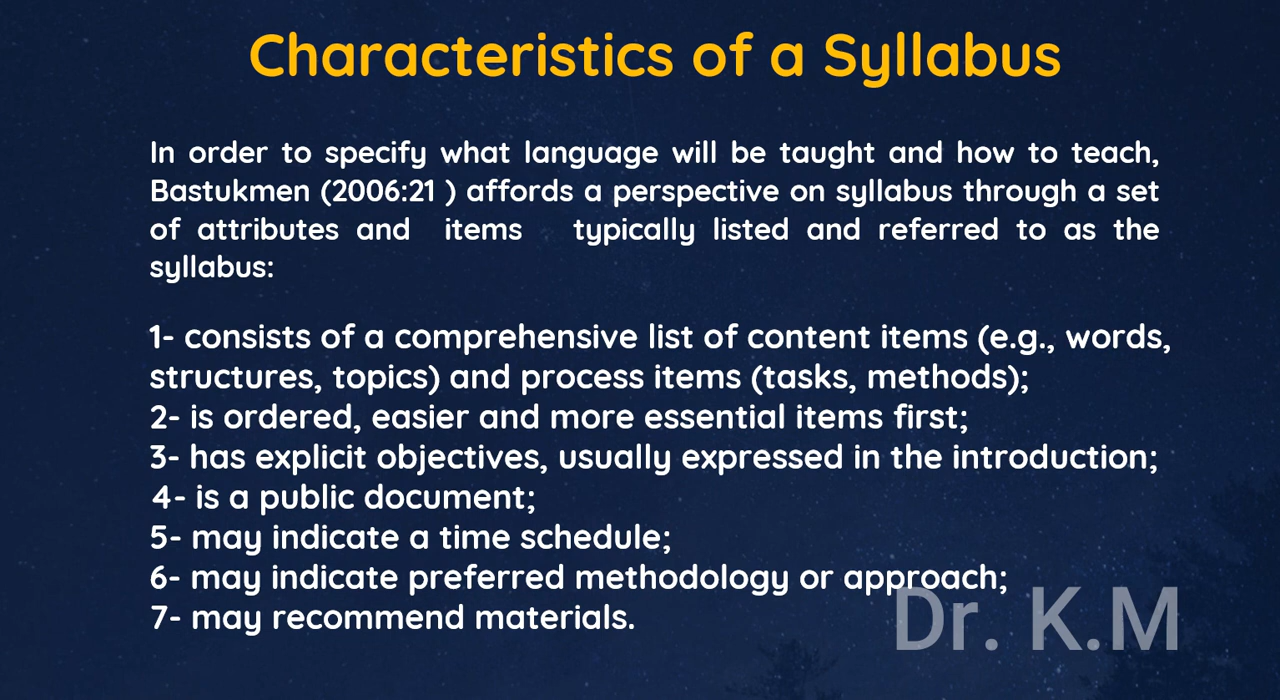 Characteristics of a Syllabus
In order to specify what language will be taught and how to teach,
Bastukmen (2006:21 ) affords a perspective on syllabus through a set
of attributes and items typically listed and referred to as the
syllabus:
1- consists of a comprehensive list of content items (e.g., words,
structures, topics) and process items (tasks, methods);
2- is ordered, easier and more essential items first;
3- has explicit objectives, usually expressed in the introduction;
4- is a public document;
5- may indicate a time schedule;
6- may indicate preferred methodology or approach;
7- may recommend materials.
Dr. K.M